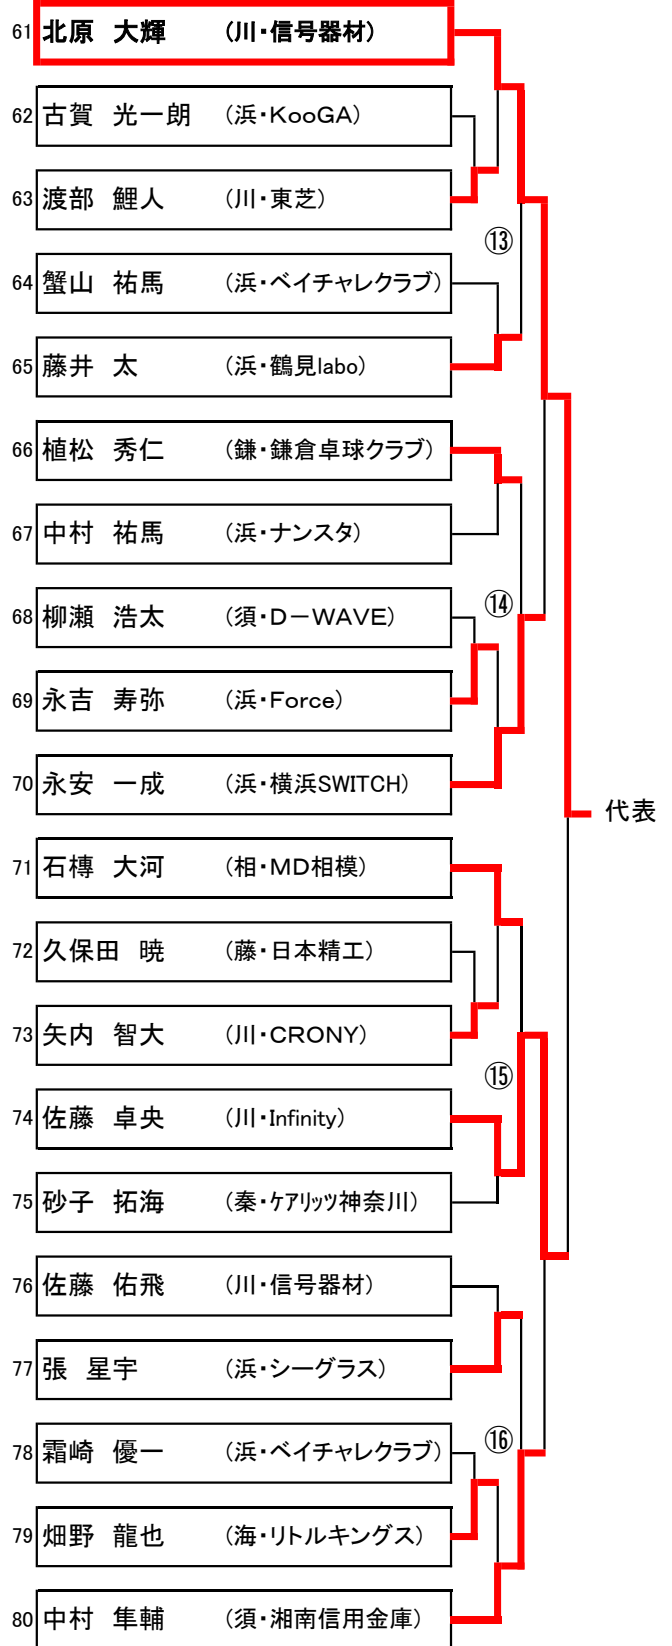 61 北原 大輝 (川・信号器材)
62 古賀 光一朗 (浜・KooGA)
63 渡部 鯉人 (川・東芝)
⑬
64 蟹山 祐馬 (浜・ベイチャレクラブ)
65 藤井 太 (浜・鶴見labo)
66 植松 秀仁 (鎌・鎌倉卓球クラブ)
67 中村 祐馬 (浜・ナンスタ)
⑭
68 柳瀬 浩太 (須・D－WAVE)
69 永吉 寿弥 (浜・Force)
70 永安 一成 (浜・横浜SWITCH)
代表
71 石榑 大河 (相・MD相模)
72 久保田 暁 (藤・日本精工)
73 矢内 智大 (川・CRONY)
⑮
74 佐藤 卓央 (川・Infinity)
75 砂子 拓海 (秦・ｹｱﾘｯﾂ神奈川)
76 佐藤 佑飛 (川・信号器材)
77 張 星宇 (浜・シーグラス)
⑯
78 霜崎 優一 (浜・ベイチャレクラブ)
79 畑野 龍也 (海・リトルキングス)
80 中村 隼輔 (須・湘南信用金庫)